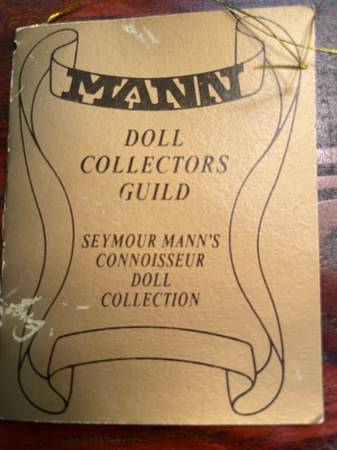 MANN
DOLL
COLLECTORS
GUILD
SEYMOUR MANN'S
CONNOISSEUR
DOLL
COLLECTION